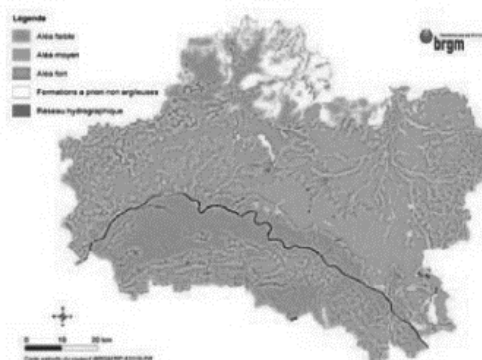 Légende
Aléa faible
Aléa moyen
Aléa fort
Formations a priori non argileuses
Réseau hydrographique
brgm
0 10 20 km